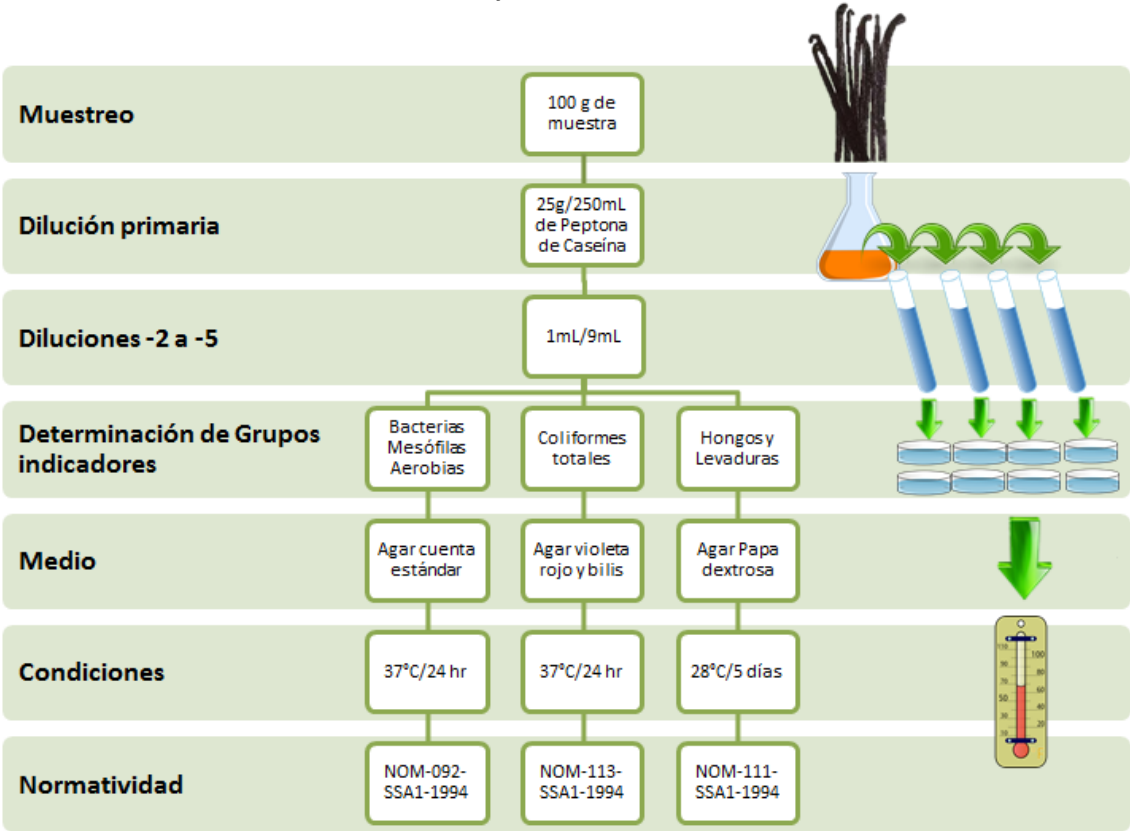 Muestreo
100 g de
muestra
Dilución primaria
25g/250mL
de Peptona
de Caseína
Diluciones -2 a -5
1mL/9mL
Determinación de Grupos
indicadores
Bacterias
Mesófilas
Aerobias
Coliformes
totales
Hongos y
Levaduras
Medio
Agar cuenta
estándar
Agar violeta
rojo y bilis
Agar Papa
dextrosa
Condiciones
37°C/24 hr
37°C/24 hr
28°C/5 días
Normatividad
NOM-092-
SSA1-1994
NOM-113-
SSA1-1994
NOM-111-
SSA1-1994